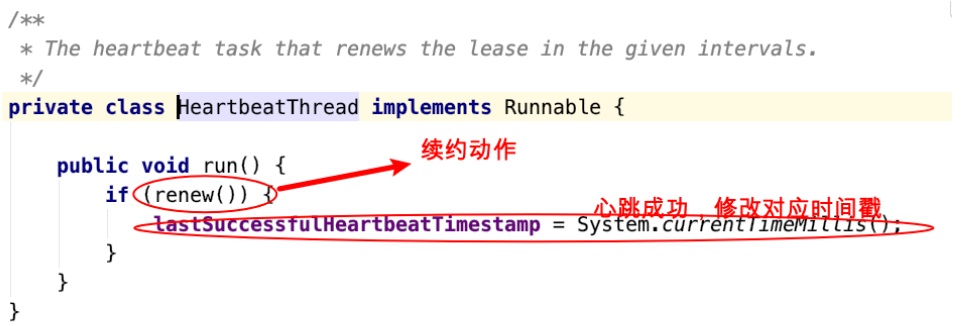 /**
 * The heartbeat task that renews the lease in the given intervals.
 */
private class HeartbeatThread implements Runnable {
    public void run() {
续约动作
        if (renew()) {
心跳成功，修改对应时间戳
            lastSuccessfulHeartbeatTimestamp = System.currentTimeMillis();
        }
    }
}